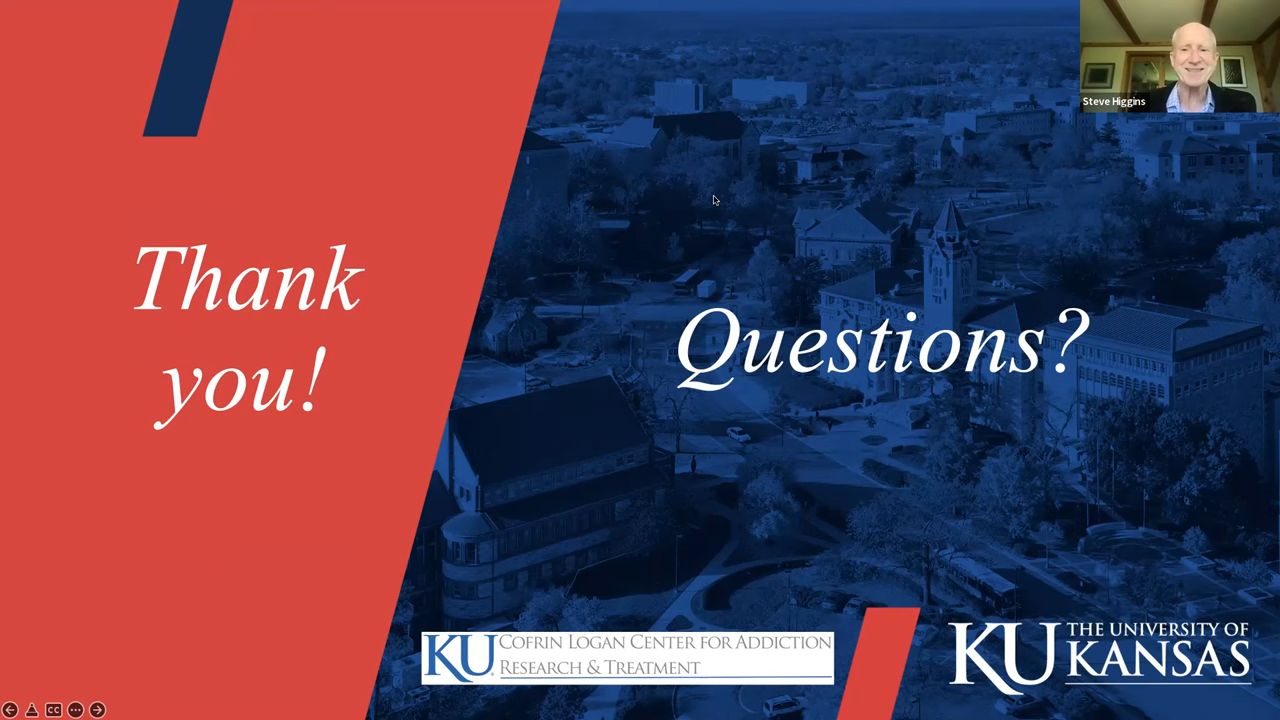 Steve Higgins
Thank
you!
Questions?
KU COFRIN LOGAN CENTER FOR ADDICTION
RESEARCH & TREATMENT
KU THE UNIVERSITY OF
KANSAS
CC